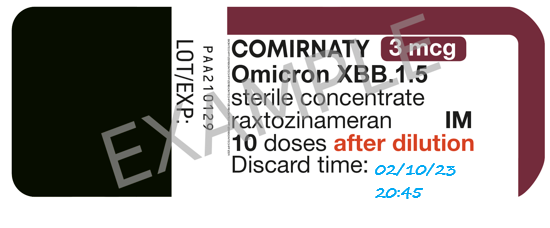 COMIRNATY 3 mcg
Omicron XBB.1.5
sterile concentrate
raxtozinameran IM
10 doses after dilution
Discard time: 02/10/23
20:45
LOT/EXP:
PAA210129
EXAMPLE